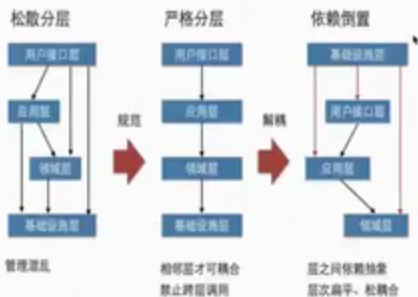 松散分层
严格分层
依赖倒置
用户接口层
用户接口层
基础设施层
应用层
应用层
用户接口层
规范
解耦
领域层
领域层
应用层
基础设施层
基础设施层
领域层
管理混乱
相邻层才可耦合
禁止跨层调用
层之间依赖抽象
层次扁平、松耦合